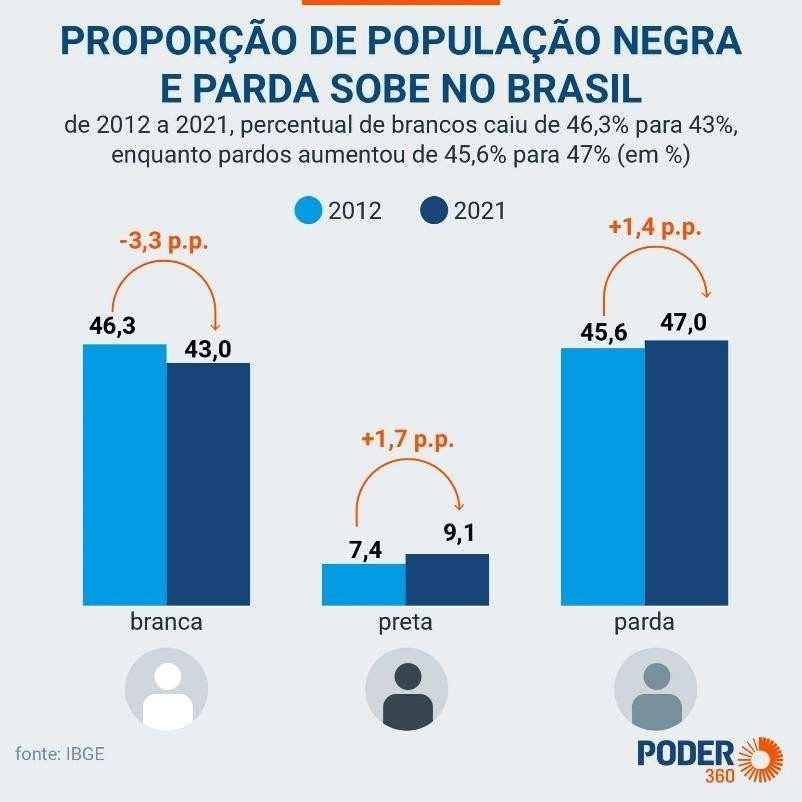 PROPORÇÃO DE POPULAÇÃO NEGRA
E PARDA SOBE NO BRASIL
de 2012 a 2021, percentual de brancos caiu de 46,3% para 43%,
enquanto pardos aumentou de 45,6% para 47% (em %)
2012 2021
-3,3 p.p.
46,3
43,0
+1,7 p.p.
7,4
9,1
+1,4 p.p.
45,6
47,0
branca
preta
parda
fonte: IBGE
PODER
360